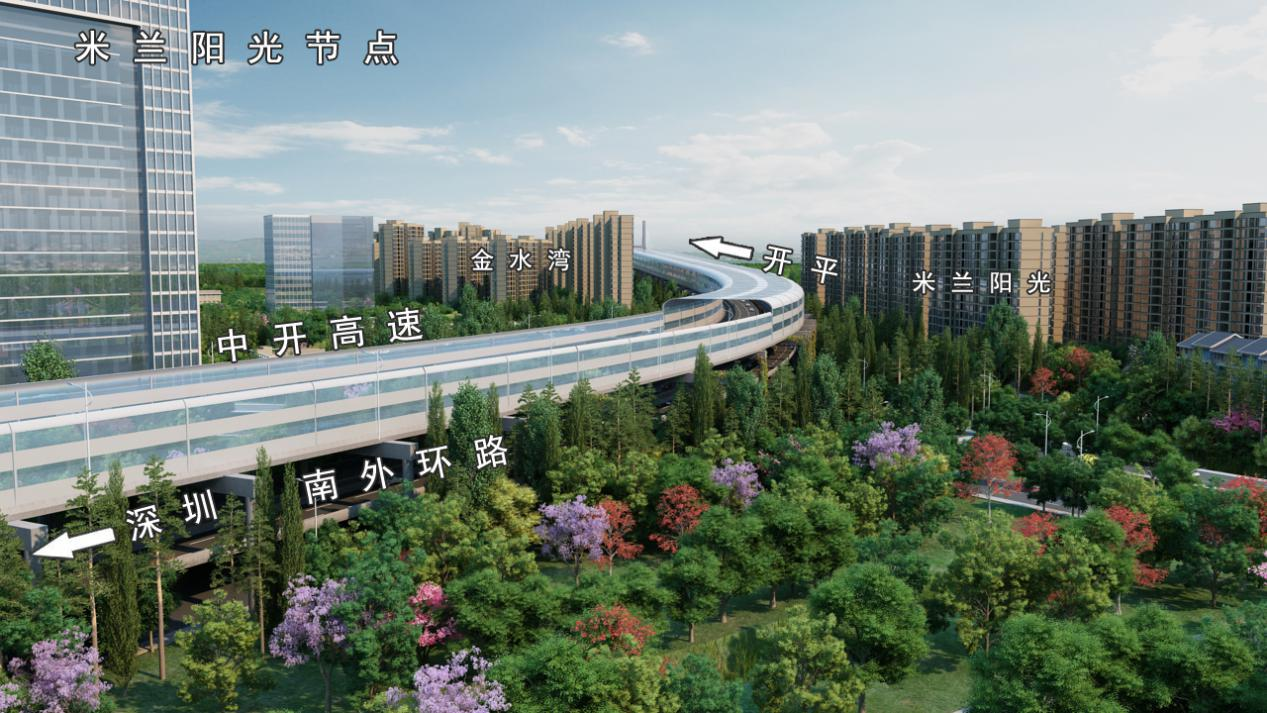 米兰阳光节点
金水湾
开平
米兰阳光
中开高速
南外环路
深圳